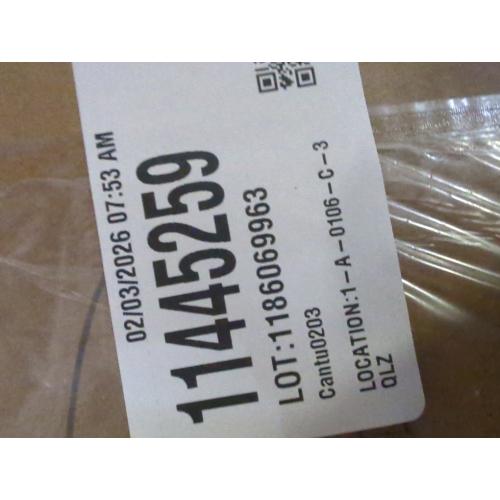 02/03/2026 07:53 AM
11445259
LOT:1186069963
Cantu0203
LOCATION:1-A-0106-C-3
QLZ